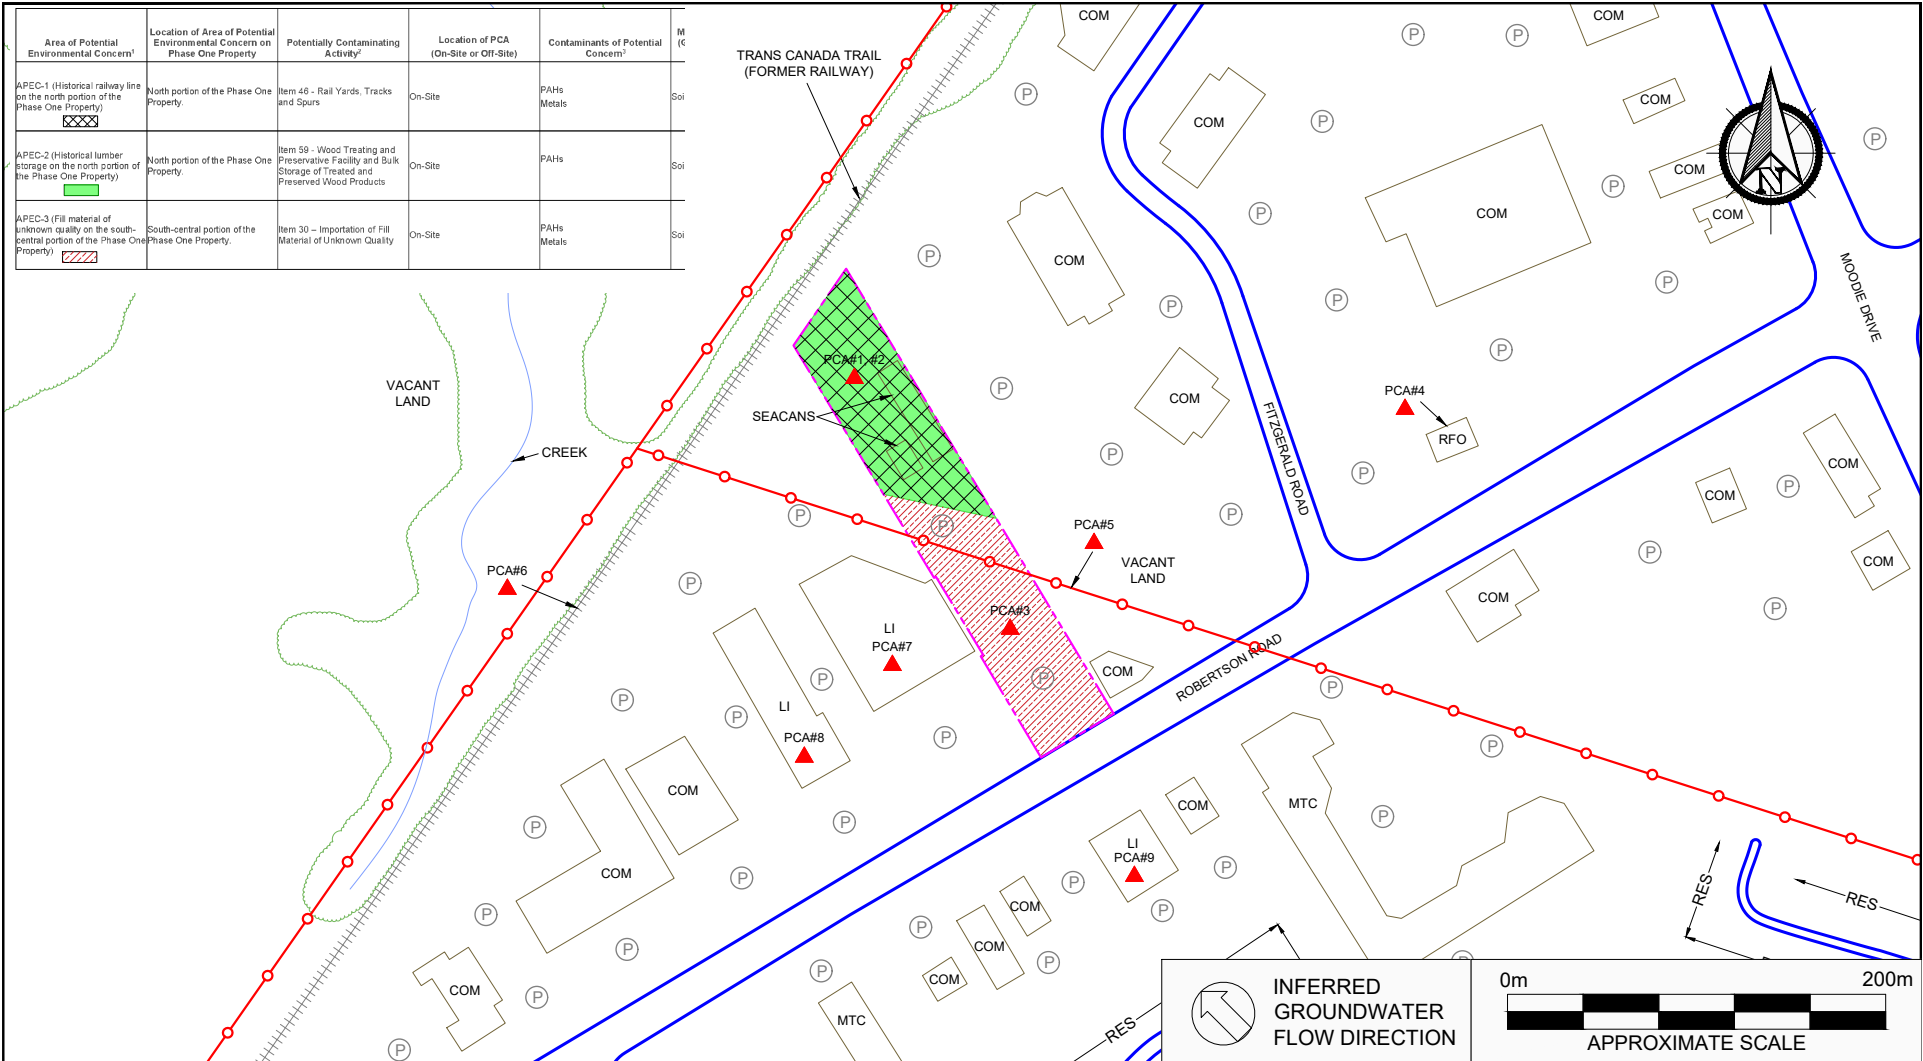 Area of Potential
Environmental Concern1
Location of Area of Potential
Environmental Concern on
Phase One Property
Potentially Contaminating
Activity2
Location of PCA
(On-Site or Off-Site)
Contaminants of Potential
Concern3
APEC-1 (Historical railway line
on the north portion of the
Phase One Property)
North portion of the Phase One
Property.
Item 46 - Rail Yards, Tracks
and Spurs
On-Site
PAHs
Metals
Soi
APEC-2 (Historical lumber
storage on the north portion of
the Phase One Property)
North portion of the Phase One
Property.
Item 59 - Wood Treating and
Preservative Facility and Bulk
Storage of Treated and
Preserved Wood Products
On-Site
PAHs
Soi
APEC-3 (Fill material of
unknown quality on the south-
central portion of the Phase One
Property)
South-central portion of the
Phase One Property.
Item 30 – Importation of Fill
Material of Unknown Quality
On-Site
PAHs
Metals
Soi
TRANS CANADA TRAIL
(FORMER RAILWAY)
COM
COM
P
P
P
COM
P
COM
COM
P
COM
P
P
COM
COM
N
COM
P
P
P
P
P
MOODIE DRIVE
VACANT
LAND
CREEK
PCA#1, #2
SEACANS
P
COM
P
P
FITZGERALD ROAD
PCA#4
RFO
P
P
COM
COM
P
P
P
PCA#5
VACANT
LAND
PCA#6
P
PCA#3
LI
PCA#7
P
COM
ROBERTSON ROAD
COM
P
COM
P
P
P
P
LI
PCA#8
P
P
P
P
MTC
P
COM
COM
P
P
COM
LI
PCA#9
P
P
P
P
P
COM
COM
COM
P
P
P
P
COM
P
P
MTC
P
RES
RES
RES
INFERRED
GROUNDWATER
FLOW DIRECTION
0m
200m
APPROXIMATE SCALE